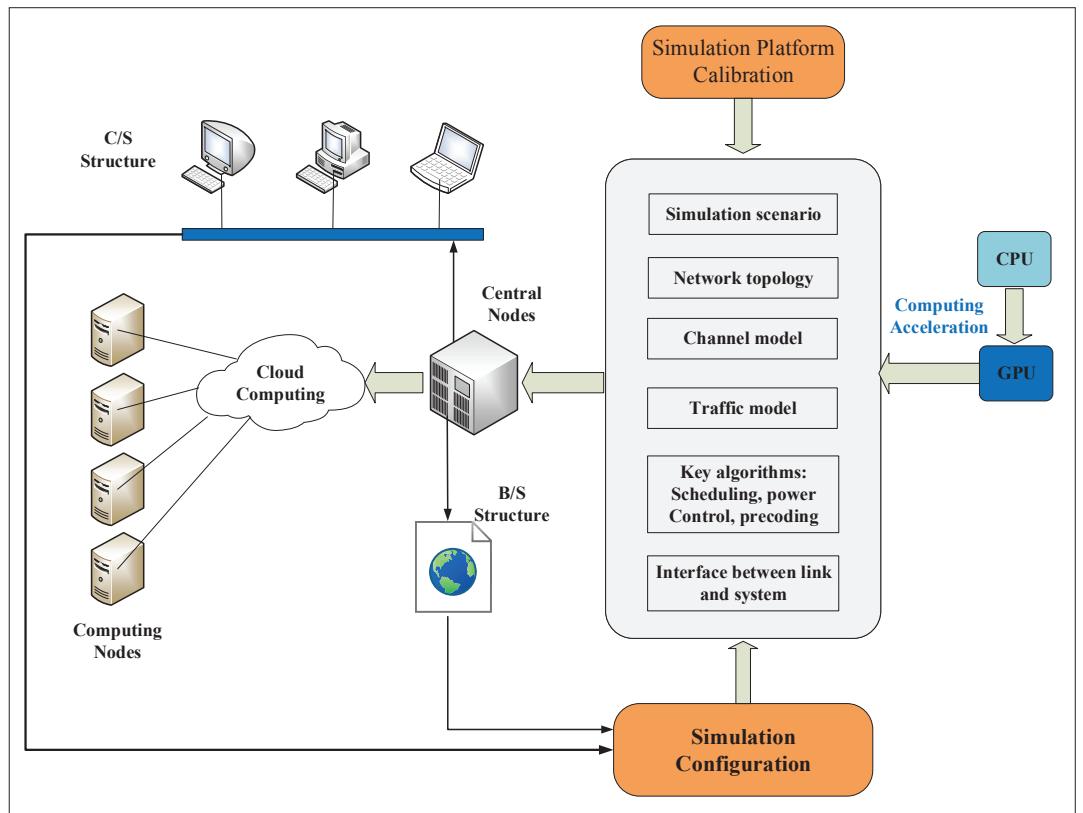 Simulation Platform
Calibration
C/S
Structure
Simulation scenario
CPU
Network topology
Central
Nodes
Computing
Acceleration
Channel model
Cloud
Computing
GPU
Traffic model
Key algorithms:
Scheduling, power
Control, precoding
B/S
Structure
Interface between link
and system
Computing
Nodes
Simulation
Configuration